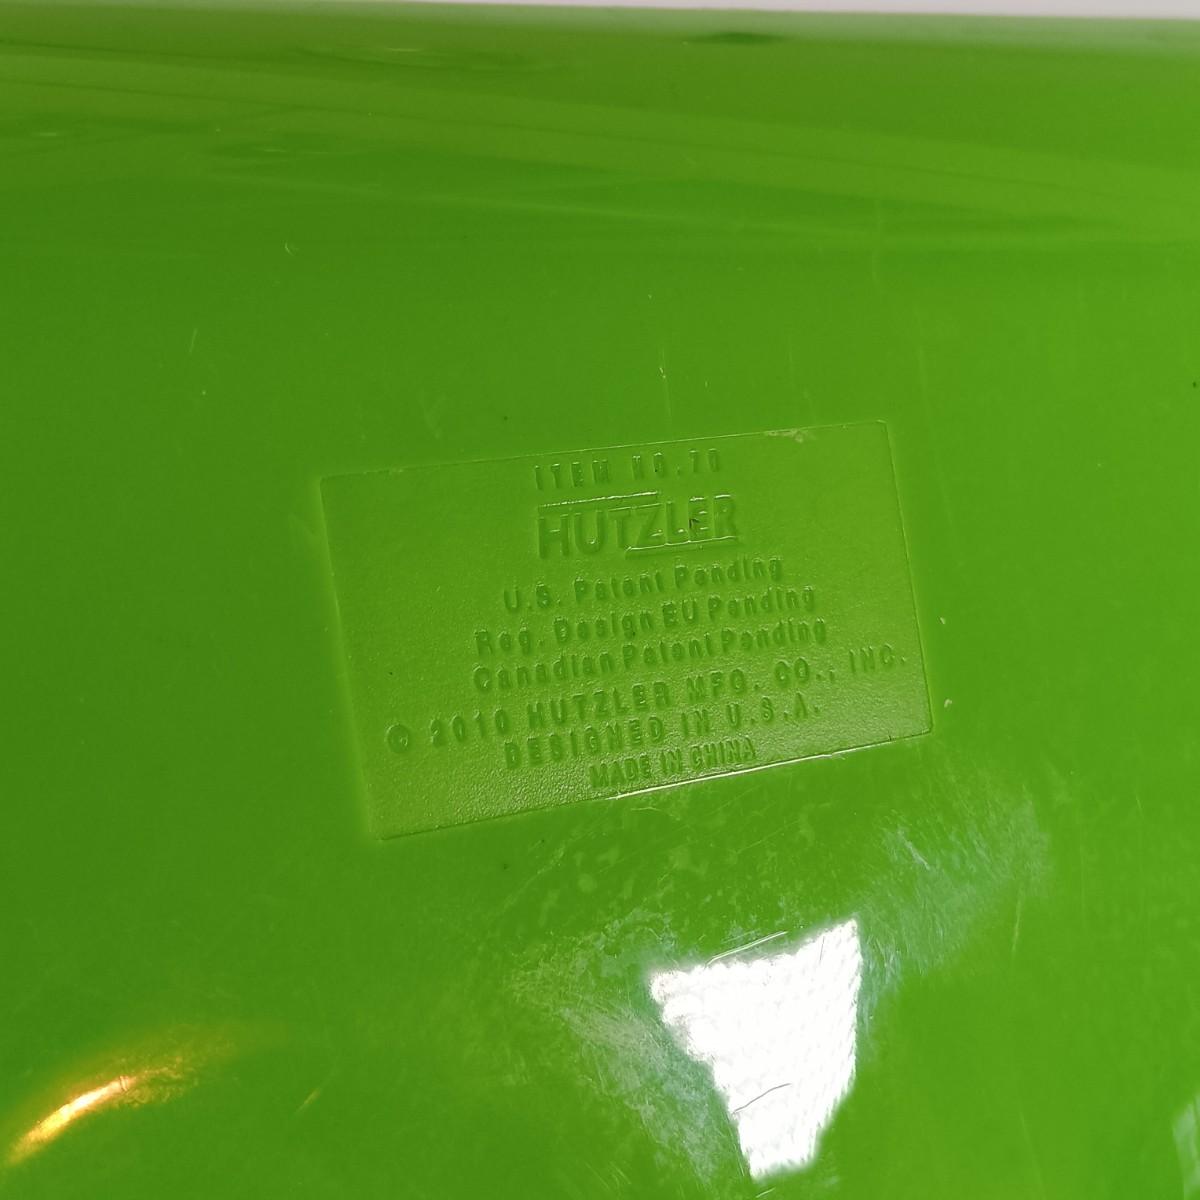 ITEM NO.70
HUTZLER
U.S. Patent Pending
Reg. Design EU Pending
Canadian Patent Pending
© 2010 HUTZLER MFG. CO., INC.
DESIGNED IN U.S.A.
MADE IN CHINA